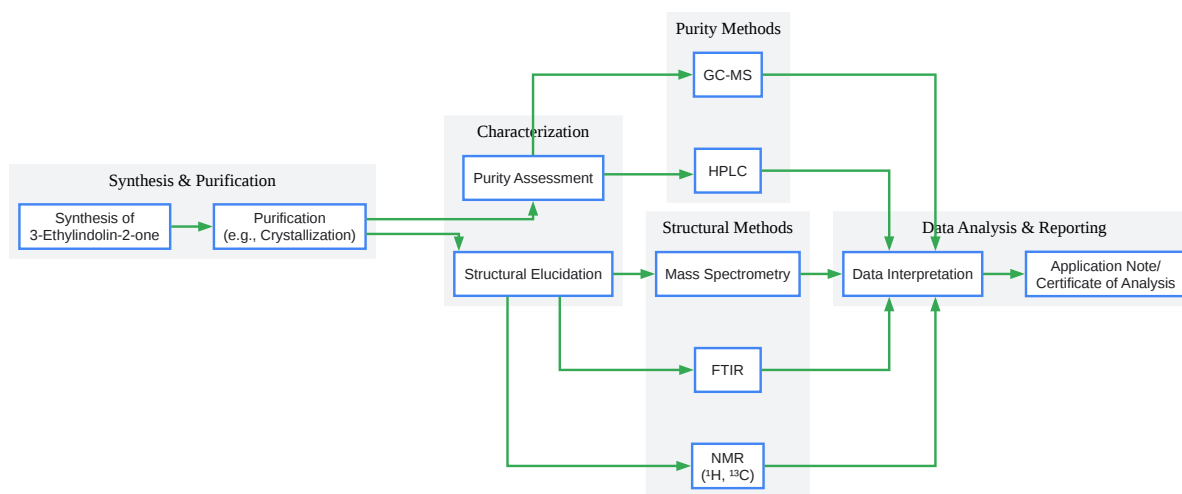 Synthesis & Purification
Synthesis of
3-Ethylindolin-2-one
Purification
(e.g., Crystallization)
Characterization
Purity Assessment
Structural Elucidation
Purity Methods
GC-MS
HPLC
Structural Methods
Mass Spectrometry
FTIR
NMR
(¹H, ¹³C)
Data Analysis & Reporting
Data Interpretation
Application Note/
Certificate of Analysis